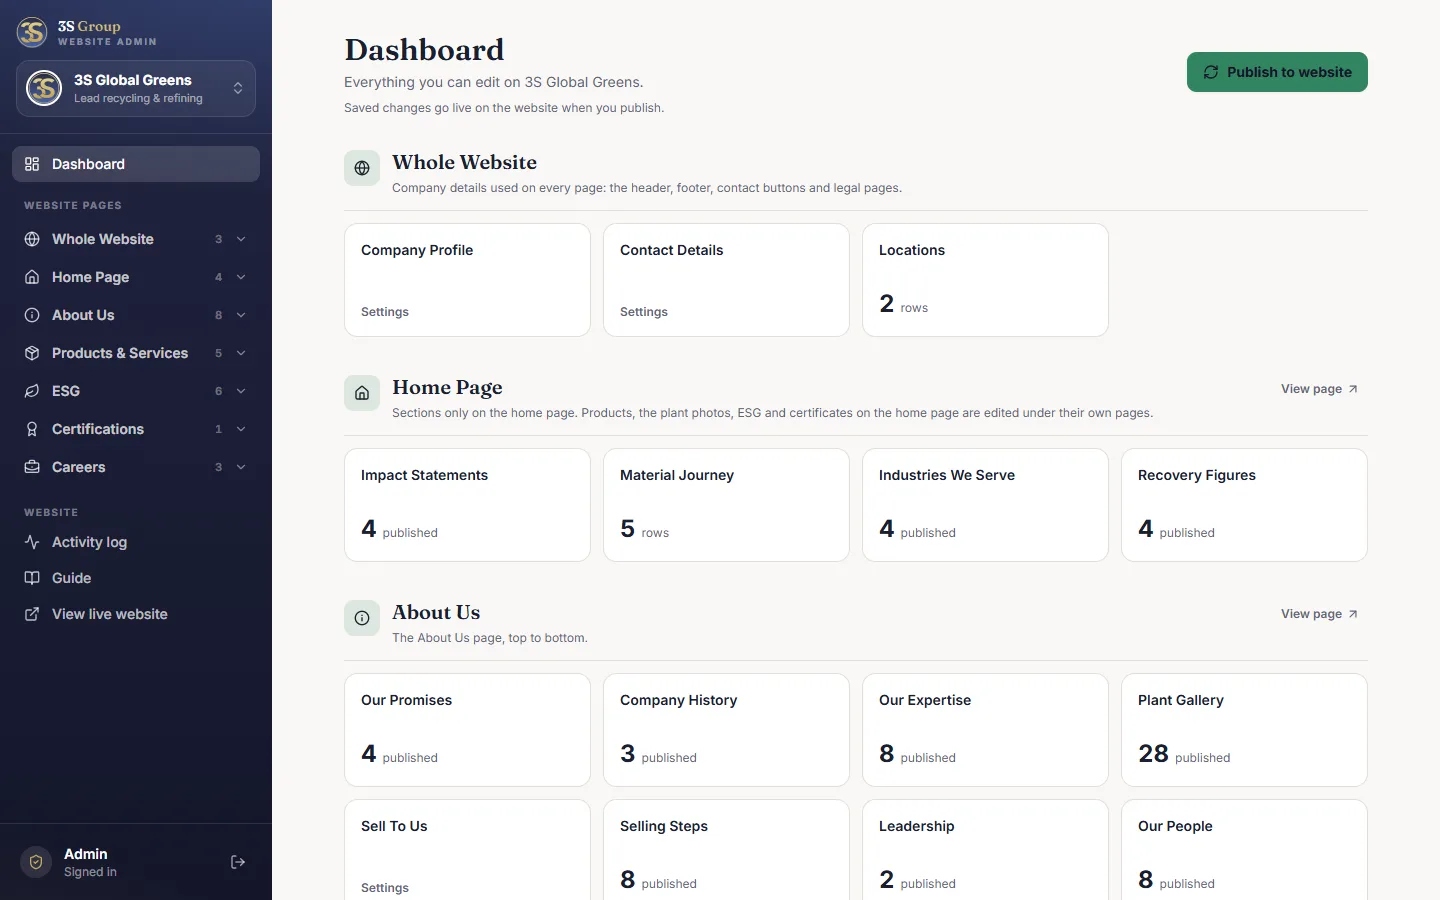 3S Group
WEBSITE ADMIN
3S Global Greens
Lead recycling & refining
Dashboard
WEBSITE PAGES
Whole Website 3
Home Page 4
About Us 8
Products & Services 5
ESG 6
Certifications 1
Careers 3
WEBSITE
Activity log
Guide
View live website
Admin
Signed in
Dashboard
Everything you can edit on 3S Global Greens.
Saved changes go live on the website when you publish.
Publish to website
Whole Website
Company details used on every page: the header, footer, contact buttons and legal pages.
Company Profile
Settings
Contact Details
Settings
Locations
2 rows
Home Page
View page
Sections only on the home page. Products, the plant photos, ESG and certificates on the home page are edited under their own pages.
Impact Statements
4 published
Material Journey
5 rows
Industries We Serve
4 published
Recovery Figures
4 published
About Us
View page
The About Us page, top to bottom.
Our Promises
4 published
Company History
3 published
Our Expertise
8 published
Plant Gallery
28 published
Sell To Us
Settings
Selling Steps
8 published
Leadership
2 published
Our People
8 published